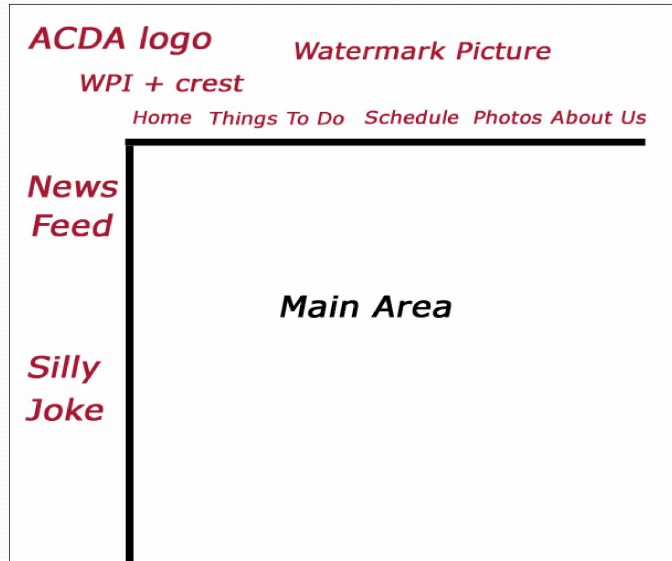 ACDA logo
Watermark Picture
WPI + crest
Home Things To Do Schedule Photos About Us
News
Feed
Main Area
Silly
Joke